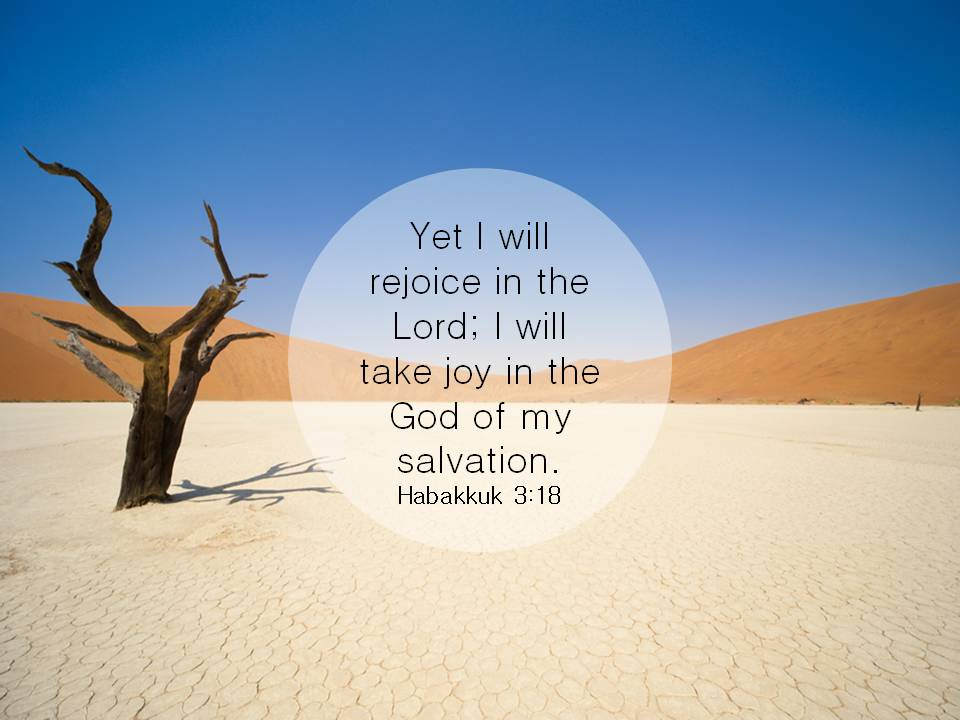 Yet I will
rejoice in the
Lord; I will
take joy in the
God of my
salvation.
Habakkuk 3:18